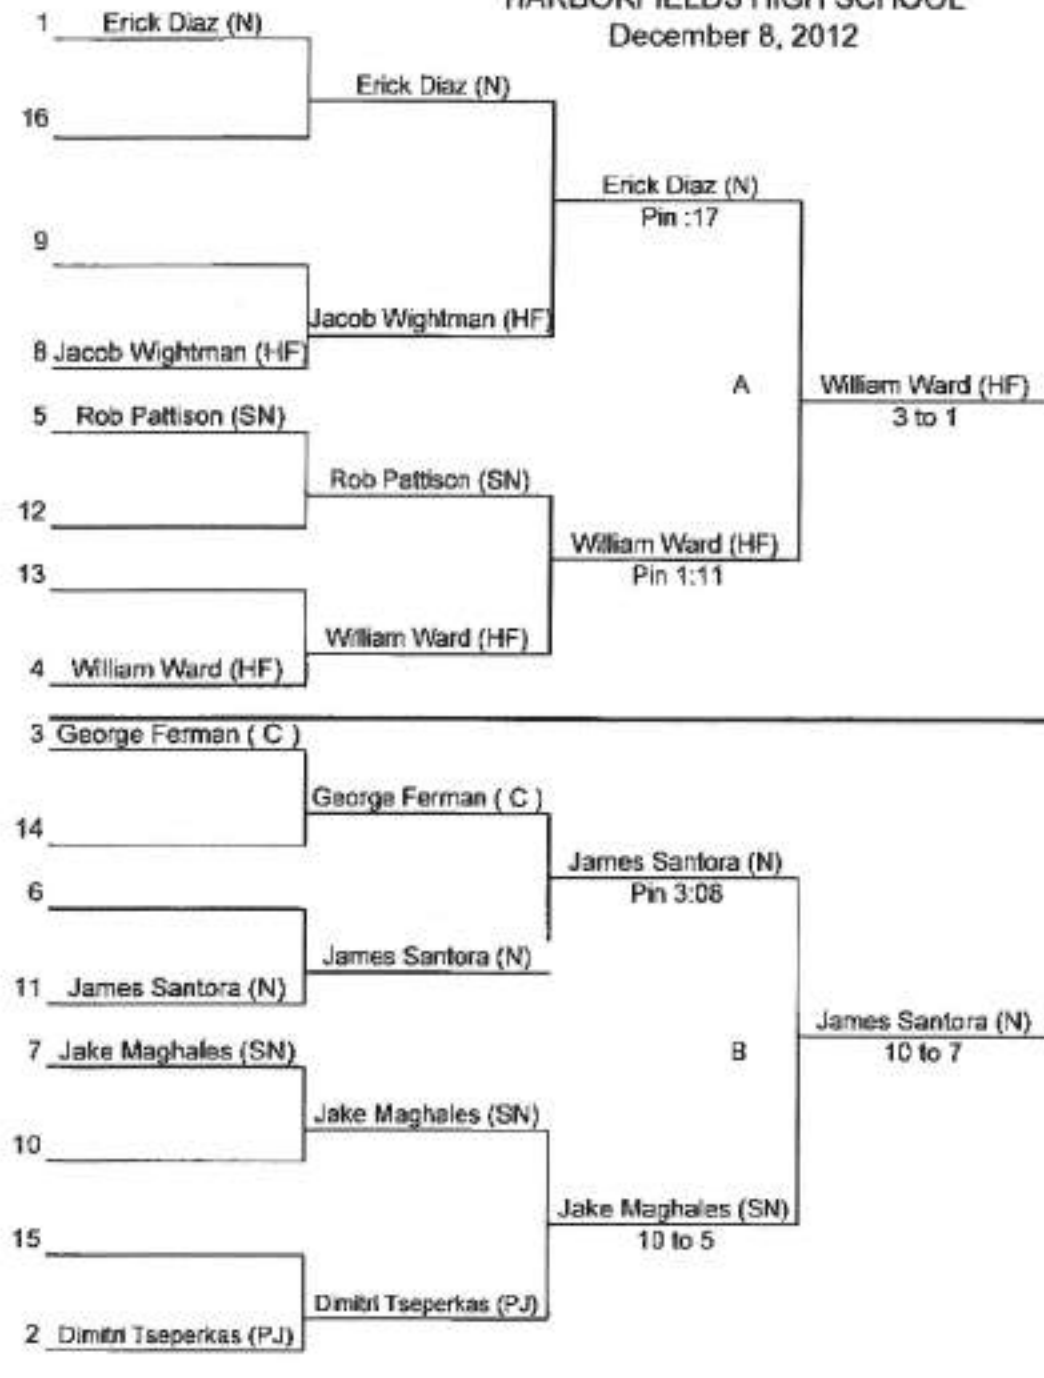 HARBORFIELDS HIGH SCHOOL
December 8, 2012
1 Erick Diaz (N)
Erick Diaz (N)
16
Erick Diaz (N)
Pin :17
9
Jacob Wightman (HF)
8 Jacob Wightman (HF)
A
William Ward (HF)
3 to 1
5 Rob Pattison (SN)
Rob Pattison (SN)
12
William Ward (HF)
Pin 1:11
13
William Ward (HF)
4 William Ward (HF)
3 George Ferman ( C )
George Ferman ( C )
14
James Santora (N)
Pin 3:08
6
James Santora (N)
11 James Santora (N)
James Santora (N)
10 to 7
7 Jake Maghales (SN)
B
Jake Maghales (SN)
10
Jake Maghales (SN)
10 to 5
15
Dimitri Tseperkas (PJ)
2 Dimitri Tseperkas (PJ)